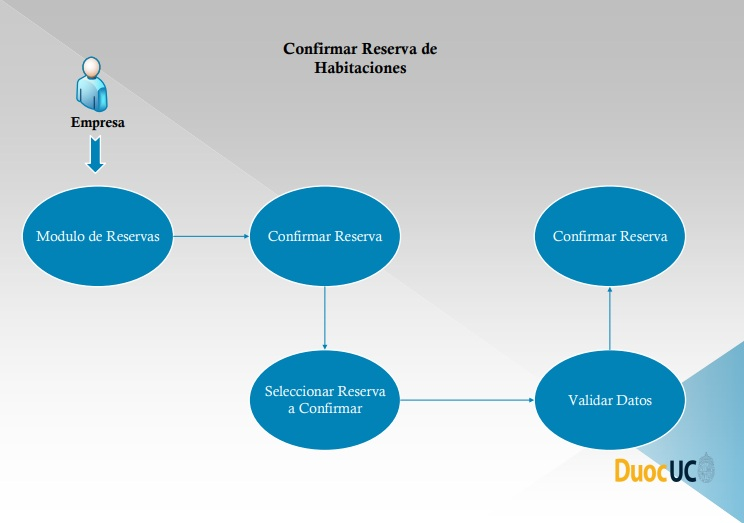 Confirmar Reserva de
Habitaciones
Empresa
Modulo de Reservas
Confirmar Reserva
Confirmar Reserva
Seleccionar Reserva
a Confirmar
Validar Datos
DuocUC